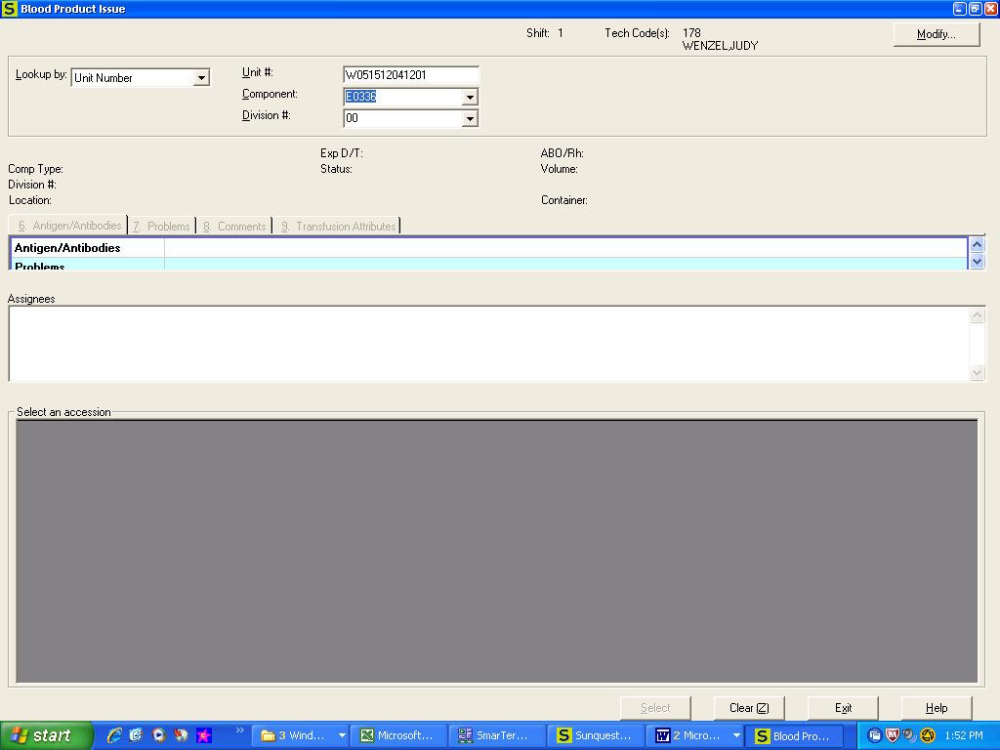 S Blood Product Issue
Shift: 1 Tech Code(s): 178 Modify...
WENZEL,JUDY
Lookup by: Unit Number Unit #: W051512041201
Component: E0336
Division #: 00
Exp D/T: ABO/Rh:
Comp Type: Status: Volume:
Division #:
Location: Container:
6. Antigen/Antibodies 7. Problems 8. Comments 9. Transfusion Attributes
Antigen/Antibodies
Problems
Assignees
Select an accession
Select Clear (Z) Exit Help
start » 3 Wind... Microsoft... SmarTer... S Sunquest... W 2 Micro... S Blood Pro... 1:52 PM